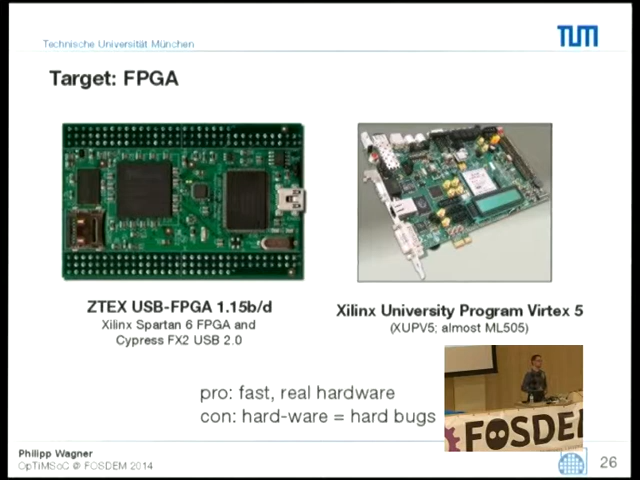 Technische Universität München
TUM
Target: FPGA
ZTEX USB-FPGA 1.15b/d
Xilinx Spartan 6 FPGA and
Cypress FX2 USB 2.0
Xilinx University Program Virtex 5
(XUPV5; almost ML505)
pro: fast, real hardware
con: hard-ware = hard bugs
FOSDEM
Philipp Wagner
OpTiMSoC @ FOSDEM 2014
26